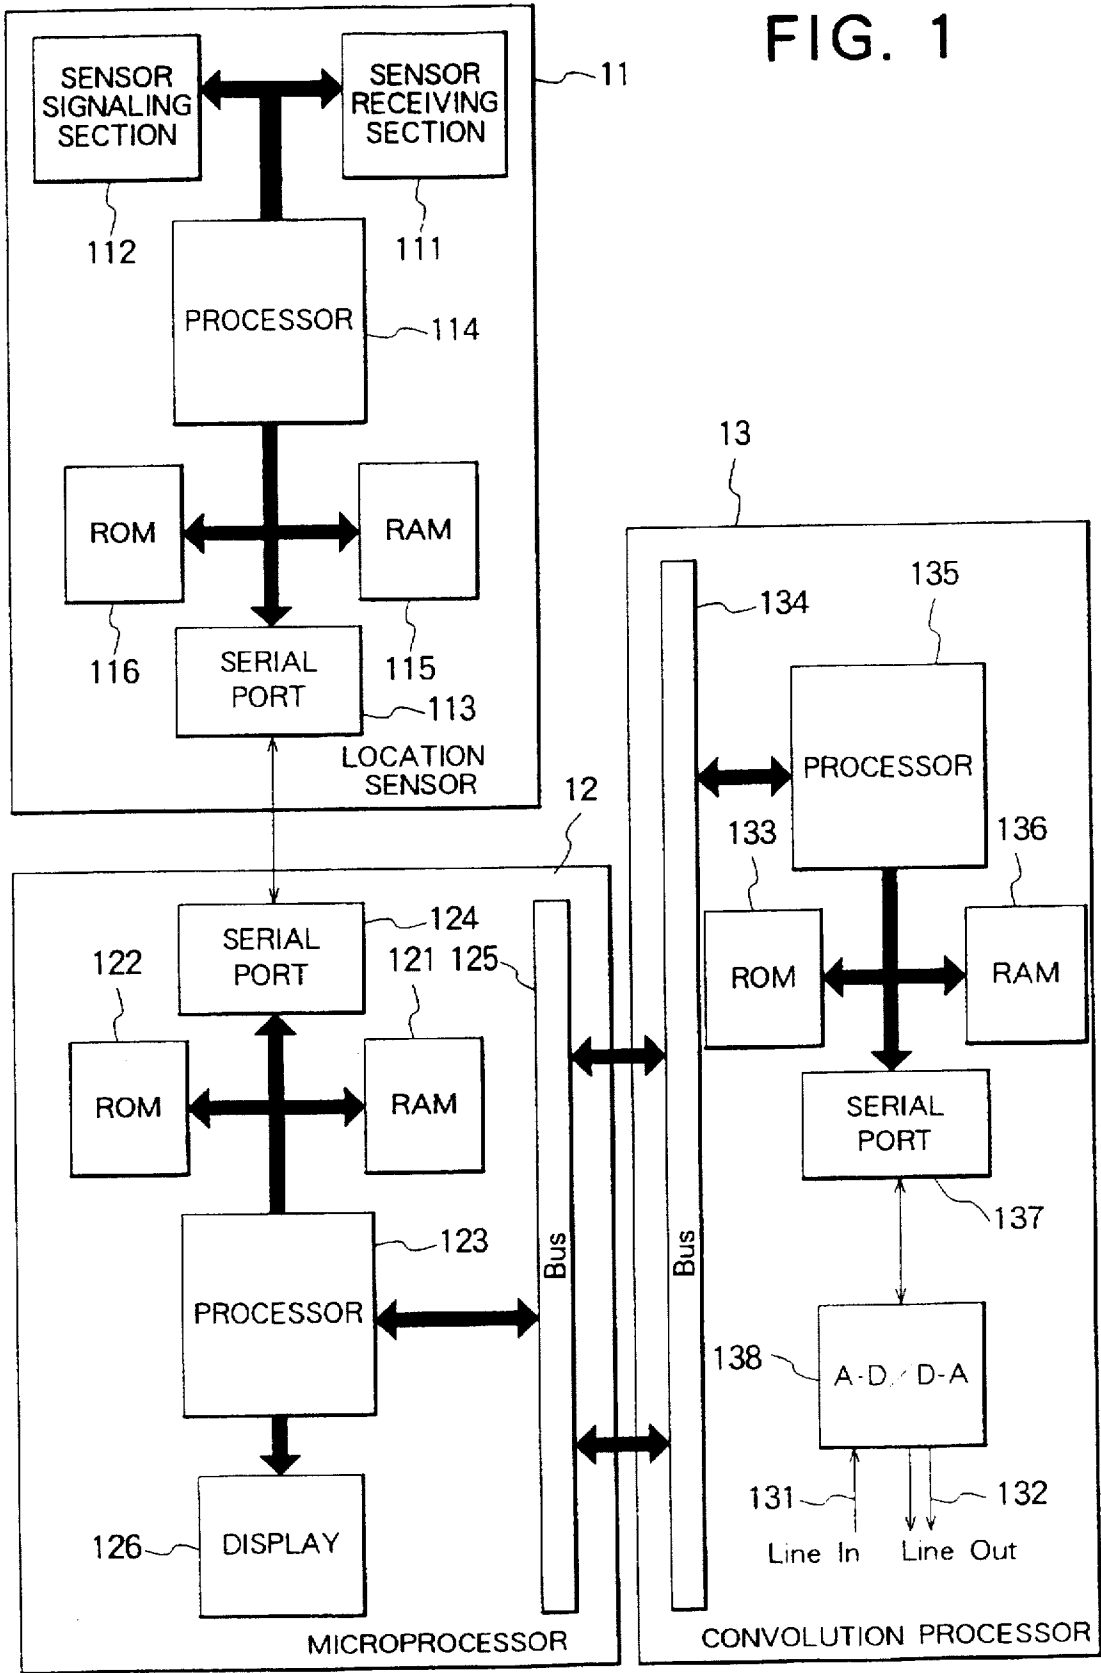 FIG. 1
SENSOR
SIGNALING
SECTION
SENSOR
RECEIVING
SECTION
11
112
111
PROCESSOR
114
ROM
RAM
116
115
SERIAL
PORT
113
LOCATION
SENSOR
12
124
SERIAL
PORT
122
121
125
ROM
RAM
PROCESSOR
123
Bus
126
DISPLAY
MICROPROCESSOR
13
134
135
PROCESSOR
133
136
ROM
RAM
SERIAL
PORT
137
Bus
138
A-D/D-A
131
132
Line In
Line Out
CONVOLUTION PROCESSOR